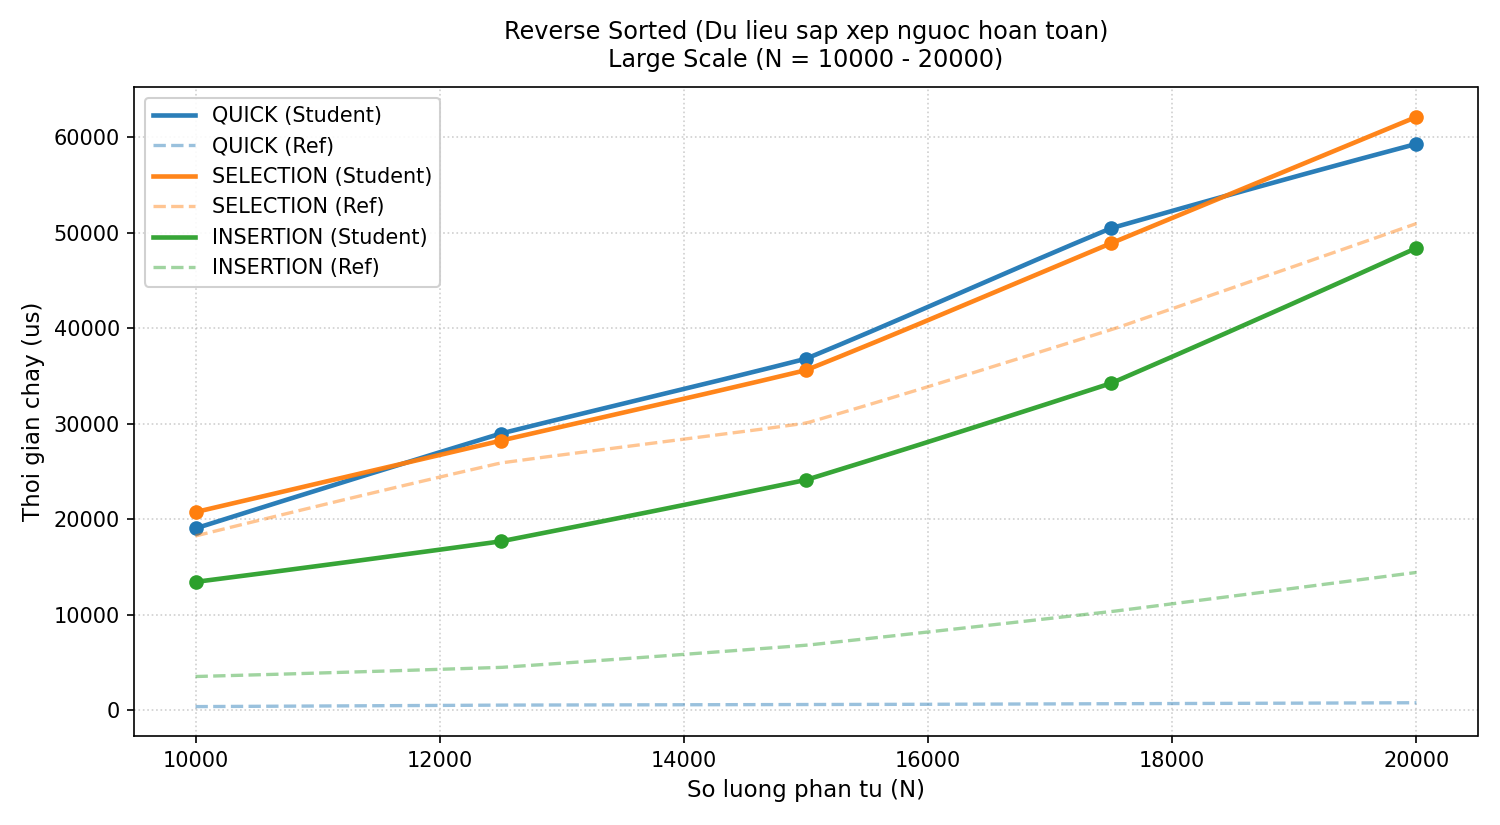 Reverse Sorted (Du lieu sap xep nguoc hoan toan)
Large Scale (N = 10000 - 20000)
QUICK (Student)
QUICK (Ref)
SELECTION (Student)
SELECTION (Ref)
INSERTION (Student)
INSERTION (Ref)
Thoi gian chay (us)
60000
50000
40000
30000
20000
10000
0
10000 12000 14000 16000 18000 20000
So luong phan tu (N)